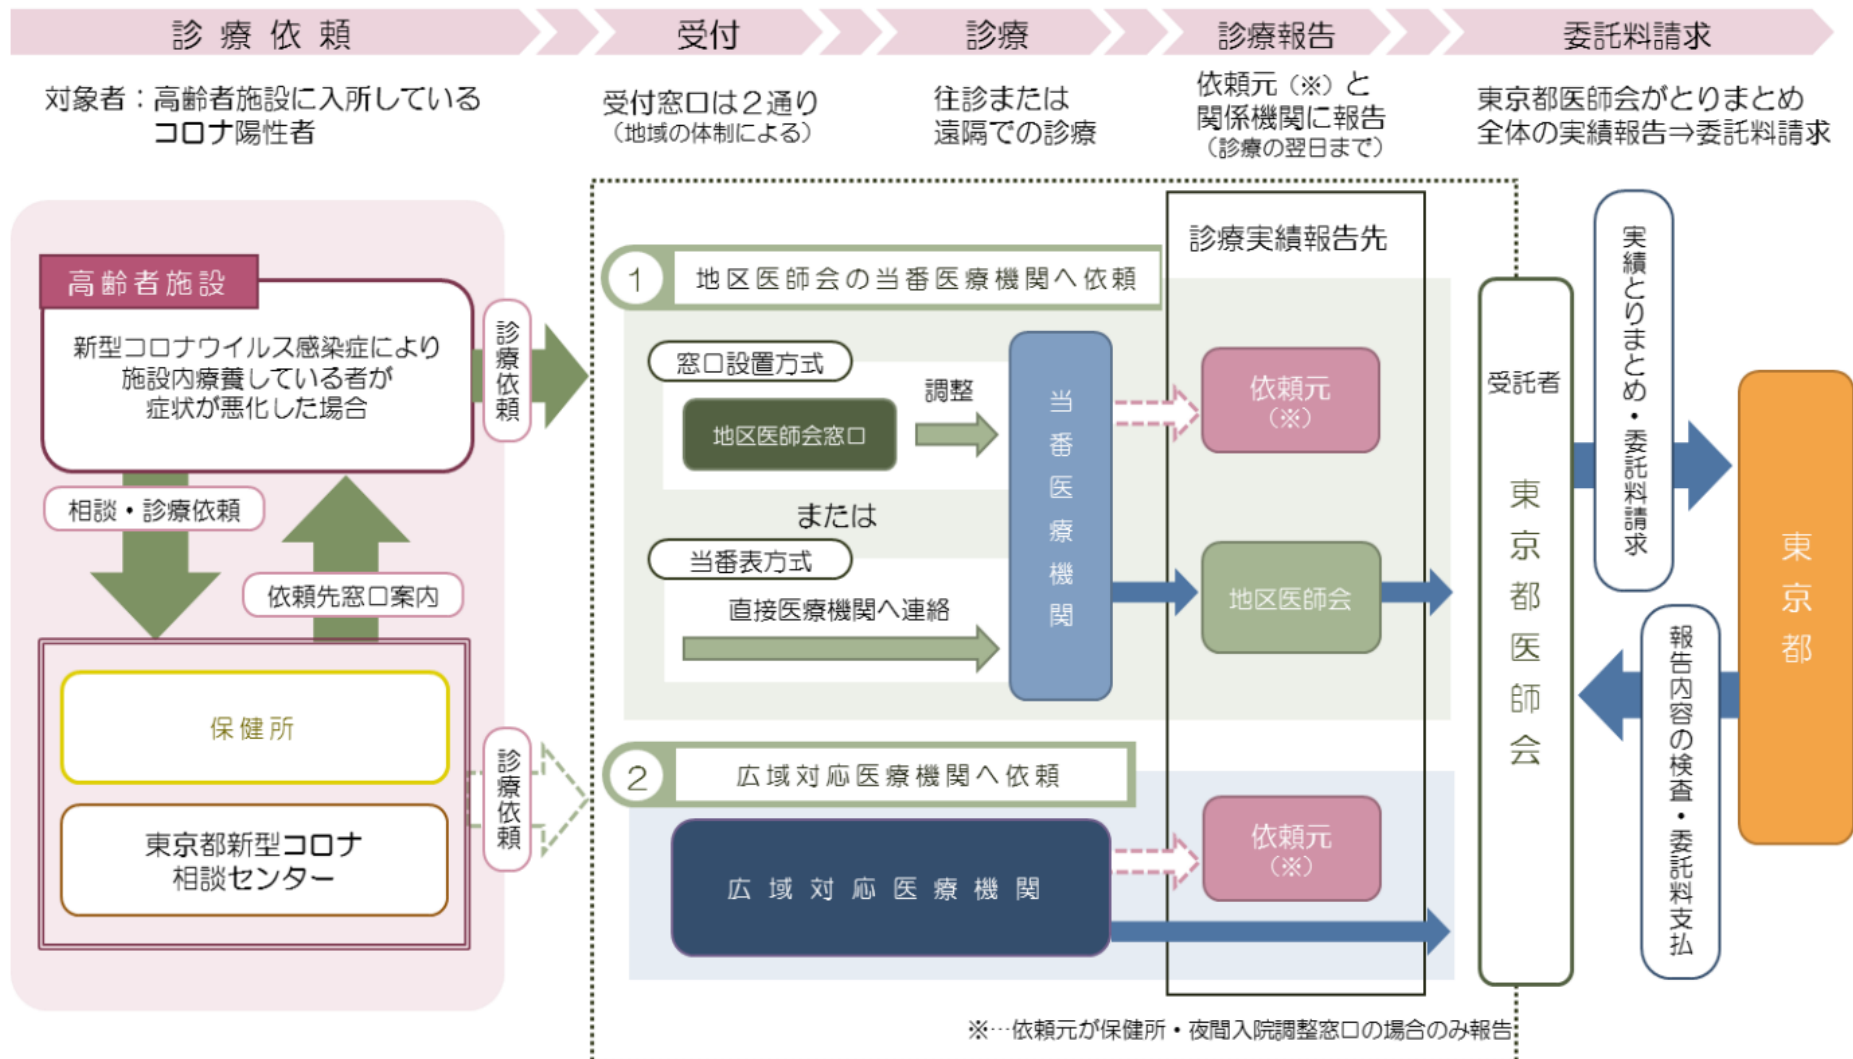 診療依頼
受付
診療
診療報告
委託料請求
対象者：高齢者施設に入所している
コロナ陽性者
受付窓口は２通り
（地域の体制による）
往診または
遠隔での診療
依頼元（※）と
関係機関に報告
（診療の翌日まで）
東京都医師会がとりまとめ
全体の実績報告⇒委託料請求
高齢者施設
新型コロナウイルス感染症により
施設内療養している者が
症状が悪化した場合
診療依頼
相談・診療依頼
依頼先窓口案内
保健所
東京都新型コロナ
相談センター
診療依頼
診療実績報告先
1
地区医師会の当番医療機関へ依頼
窓口設置方式
地区医師会窓口
調整
または
当番表方式
直接医療機関へ連絡
当番医療機関
依頼元
（※）
地区医師会
2
広域対応医療機関へ依頼
広域対応医療機関
依頼元
（※）
※…依頼元が保健所・夜間入院調整窓口の場合のみ報告
受託者
東京都医師会
実績とりまとめ・委託料請求
報告内容の検査・委託料支払
東京都